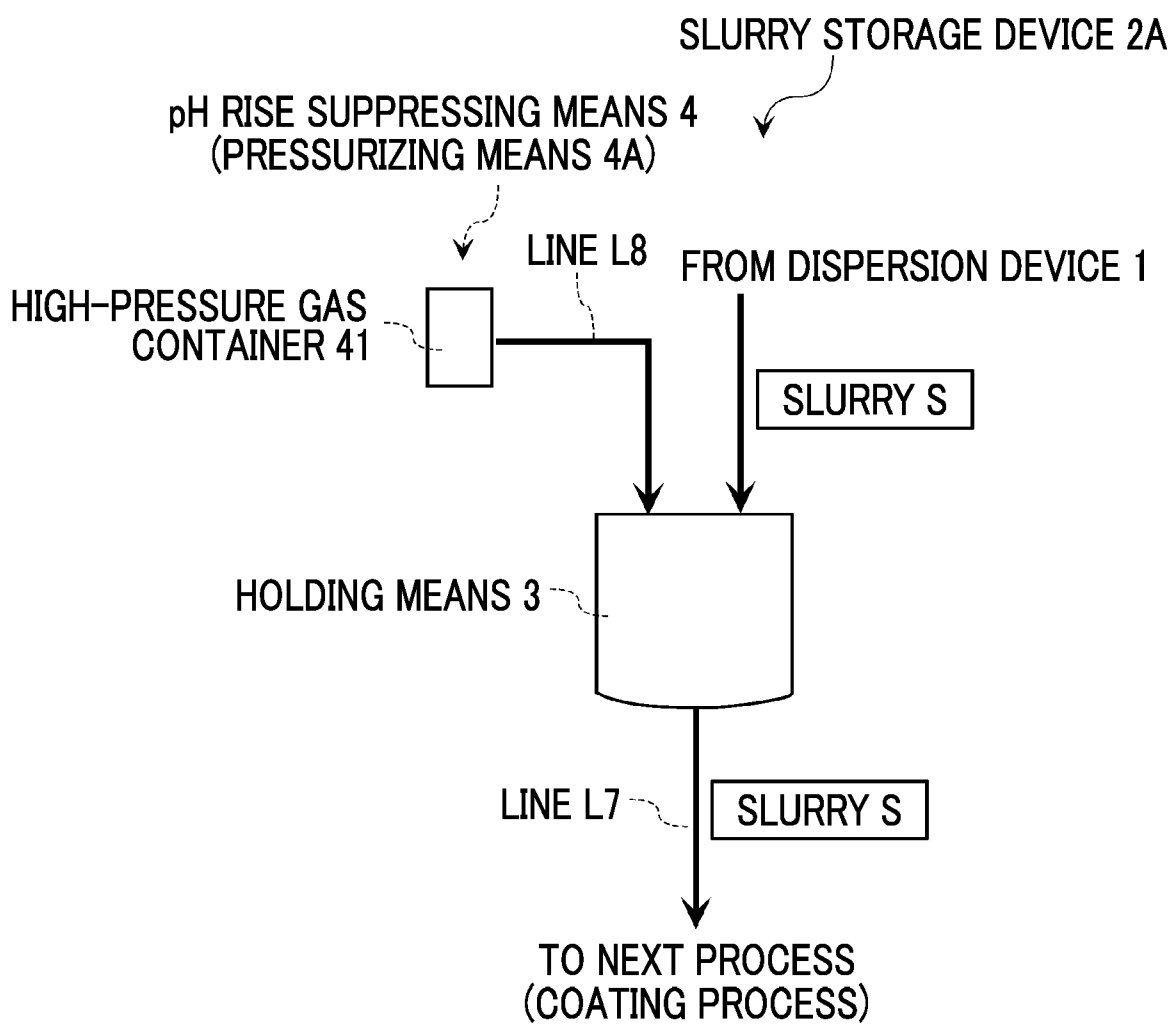 SLURRY STORAGE DEVICE 2A
pH RISE SUPPRESSING MEANS 4
(PRESSURIZING MEANS 4A)
LINE L8
FROM DISPERSION DEVICE 1
HIGH-PRESSURE GAS
CONTAINER 41
SLURRY S
HOLDING MEANS 3
LINE L7
SLURRY S
TO NEXT PROCESS
(COATING PROCESS)